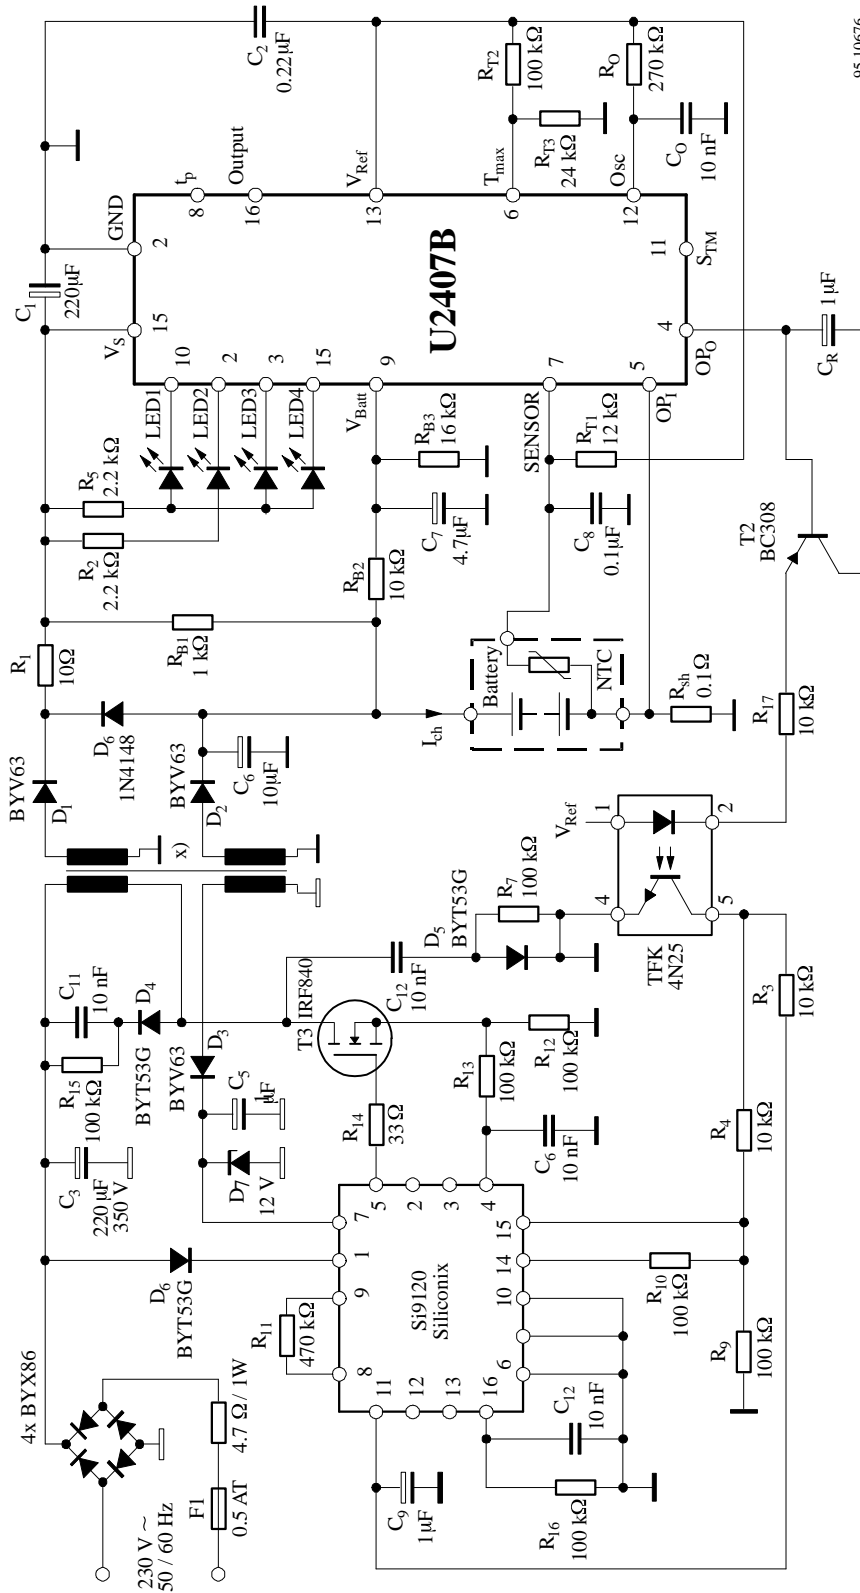 230 V ~
50 / 60 Hz
F1
0.5 AT
4.7 Ω / 1W
4x BYX86
D6
BYT53G
C3
220 µF
350 V
R15
100 kΩ
C11
10 nF
D4
BYT53G
BYV63
D3
C5
1µF
D7
12 V
R11
470 kΩ
7
1
9
8
11
12
13
16
5
2
3
4
15
14
10
6
Si9120
Siliconix
C9
1µF
R16
100 kΩ
C12
10 nF
R14
33 Ω
R13
100 kΩ
R12
100 kΩ
C6
10 nF
T3
IRF840
C12
10 nF
D5
BYT53G
R7
100 kΩ
R10
100 kΩ
R9
100 kΩ
R4
10 kΩ
R3
10 kΩ
TFK
4N25
4
5
1
2
VRef
x)
BYV63
D1
BYV63
D2
D6
1N4148
C6
10µF
R1
10Ω
RB1
1 kΩ
R2
2.2 kΩ
R5
2.2 kΩ
LED1
LED2
LED3
LED4
Ich
Battery
NTC
Rsh
0.1Ω
R17
10 kΩ
T2
BC308
RB2
10 kΩ
C7
4.7µF
RB3
16 kΩ
C8
0.1µF
RT1
12 kΩ
VS
15
10
2
3
15
VBatt
9
SENSOR
7
OPI
5
OPO
4
STM
11
U2407B
C1
220µF
GND
2
tp
8
Output
16
VRef
13
Tmax
6
Osc
12
C2
0.22µF
RT2
100 kΩ
RT3
24 kΩ
RO
270 kΩ
CO
10 nF
CR
1µF
95 10676